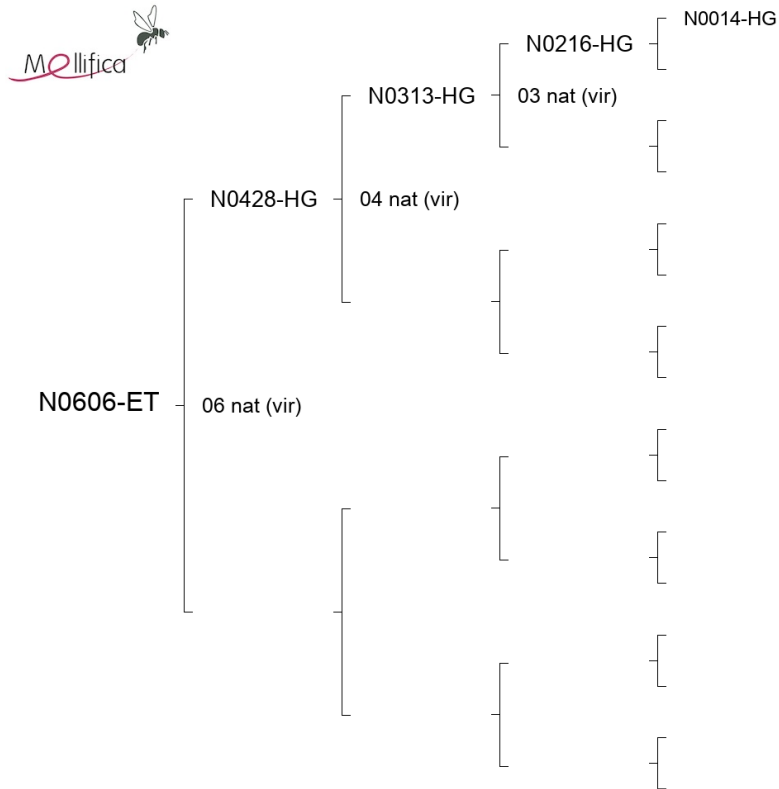 Mellifica
N0014-HG
N0216-HG
N0313-HG
03 nat (vir)
N0428-HG
04 nat (vir)
N0606-ET
06 nat (vir)